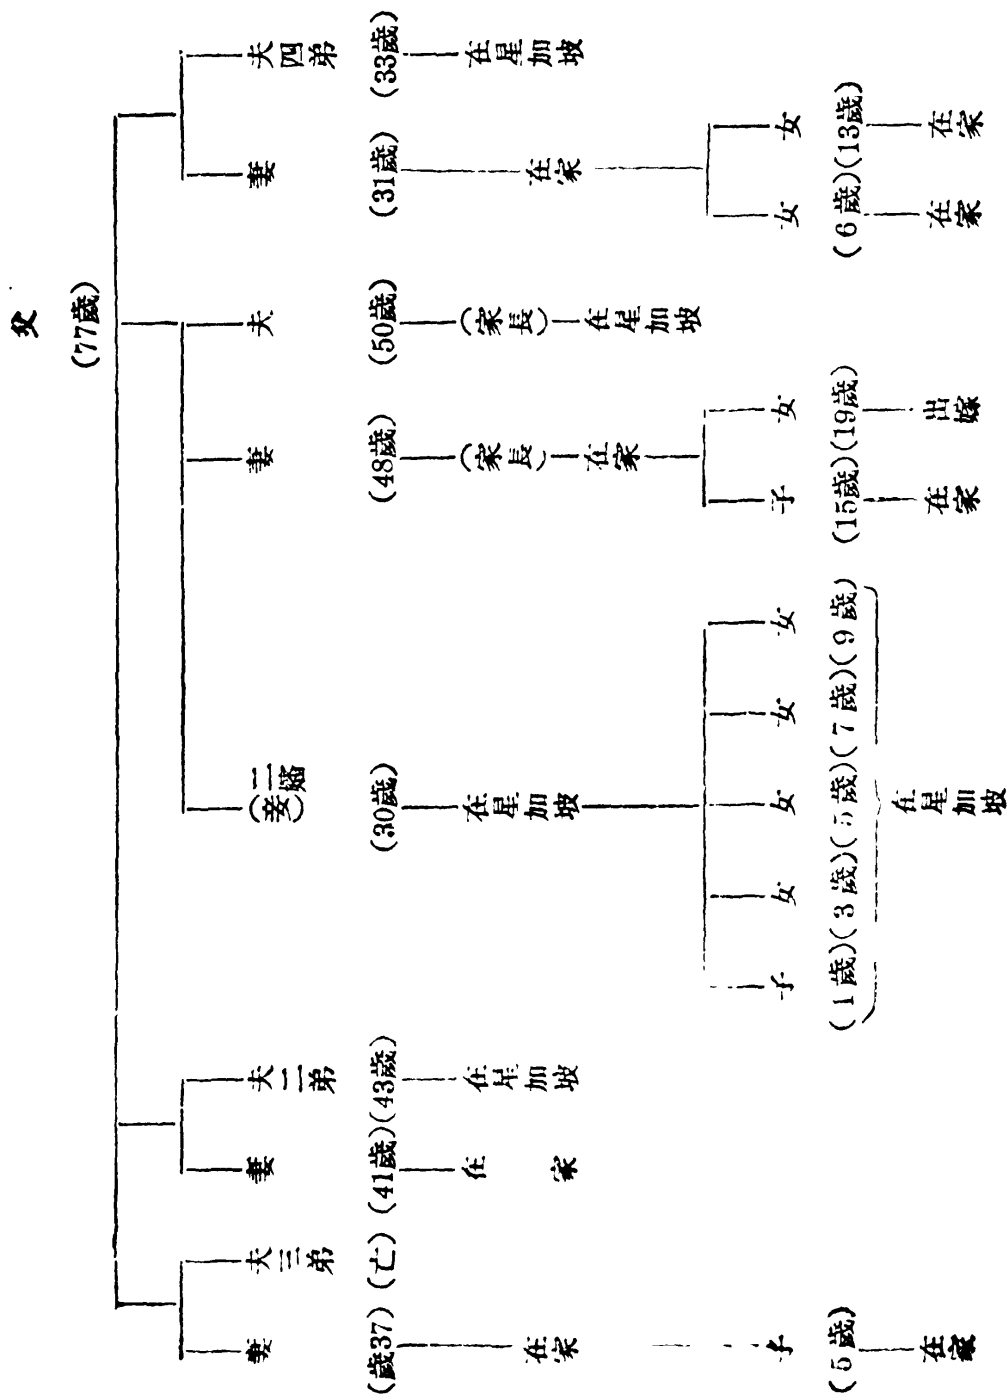 父
(77歲)
夫四弟
(33歲)
在星加坡
妻
(31歲)
在家
女
(13歲)
在家
女
(6歲)
在家
夫
(50歲)
(家長)
在星加坡
妻
(48歲)
(家長)
在家
女
(19歲)
出嫁
子
(15歲)
在家
二嬸
(妾)
(30歲)
在星加坡
女
(9歲)
女
(7歲)
女
(5歲)
女
(3歲)
子
(1歲)
在星加坡
夫二弟
(43歲)
在星加坡
妻
(41歲)
在家
夫三弟
(亡)
妻
(歲37)
在家
子
(5歲)
在家